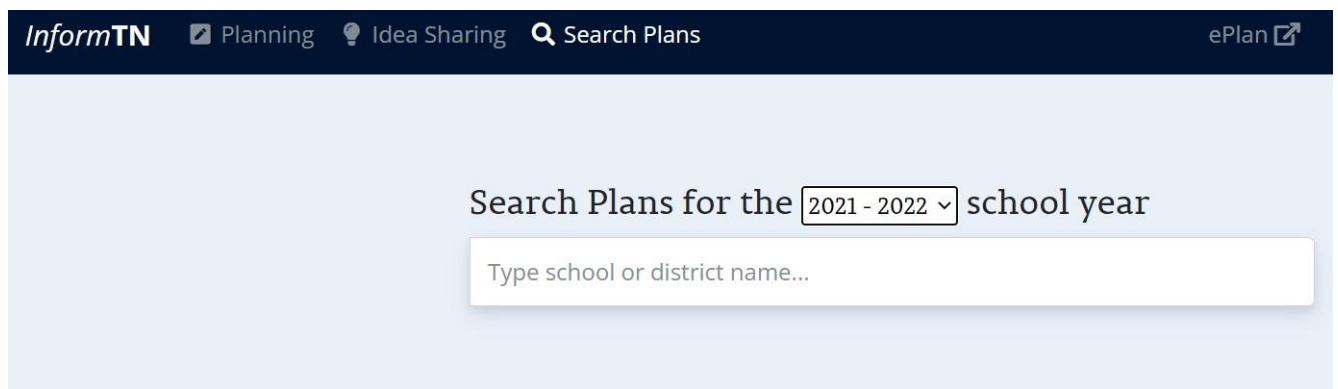 InformTN Planning Idea Sharing Search Plans ePlan
Search Plans for the 2021 - 2022 school year
Type school or district name...